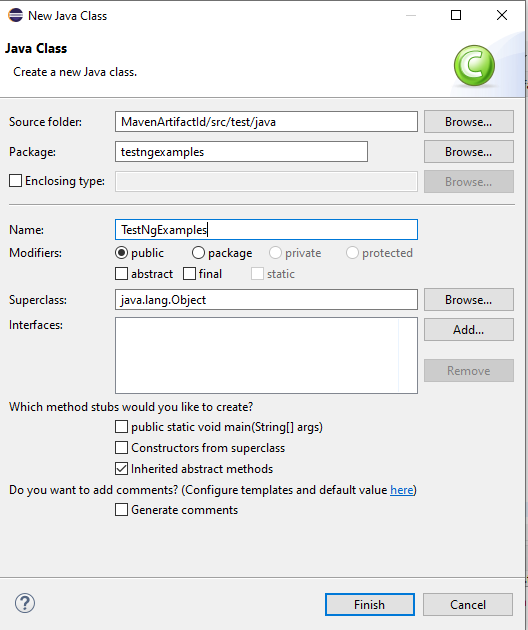 New Java Class
Java Class
Create a new Java class.
C
Source folder: MavenArtifactId/src/test/java Browse...
Package: testngexamples Browse...
Enclosing type: Browse...
Name: TestNgExamples
Modifiers: public package private protected
abstract final static
Superclass: java.lang.Object Browse...
Interfaces: Add...
Remove
Which method stubs would you like to create?
public static void main(String[] args)
Constructors from superclass
Inherited abstract methods
Do you want to add comments? (Configure templates and default value here)
Generate comments
? Finish Cancel